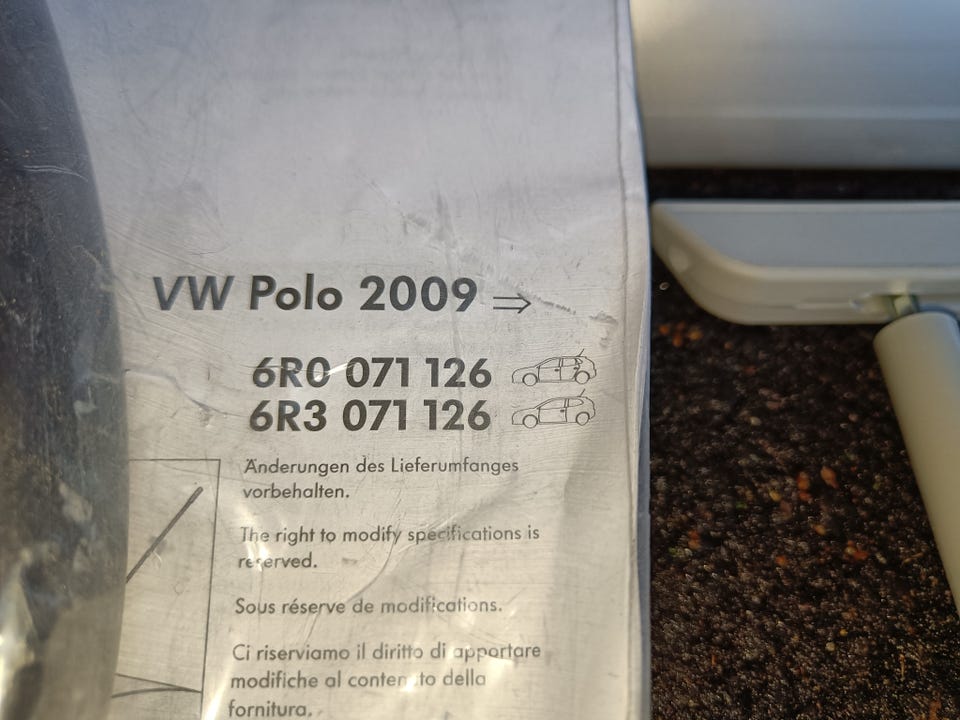 VW Polo 2009 ⇒
6R0 071 126
6R3 071 126
Änderungen des Lieferumfanges
vorbehalten.
The right to modify specifications is
reserved.
Sous réserve de modifications.
Ci riserviamo il diritto di apportare
modifiche al contenuto della
fornitura.